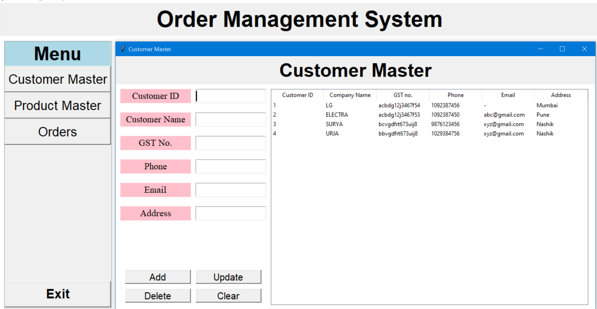 Order Management System
Menu
Customer Master
Product Master
Orders
Exit
Customer Master
Customer Master
Customer ID
Customer Name
GST No.
Phone
Email
Address
Add Update
Delete Clear
Customer ID Company Name GST no. Phone Email Address
1 LG acbdg12j3467f54 1092387456 - Mumbai
2 ELECTRA acbdg12j3467f53 1092387450 abc@gmail.com Pune
3 SURYA bcvgdfrt673uij8 9876123456 xyz@gmail.com Nashik
4 URJA bbvgdfrt673uij8 1029384756 xyz@gmail.com Nashik